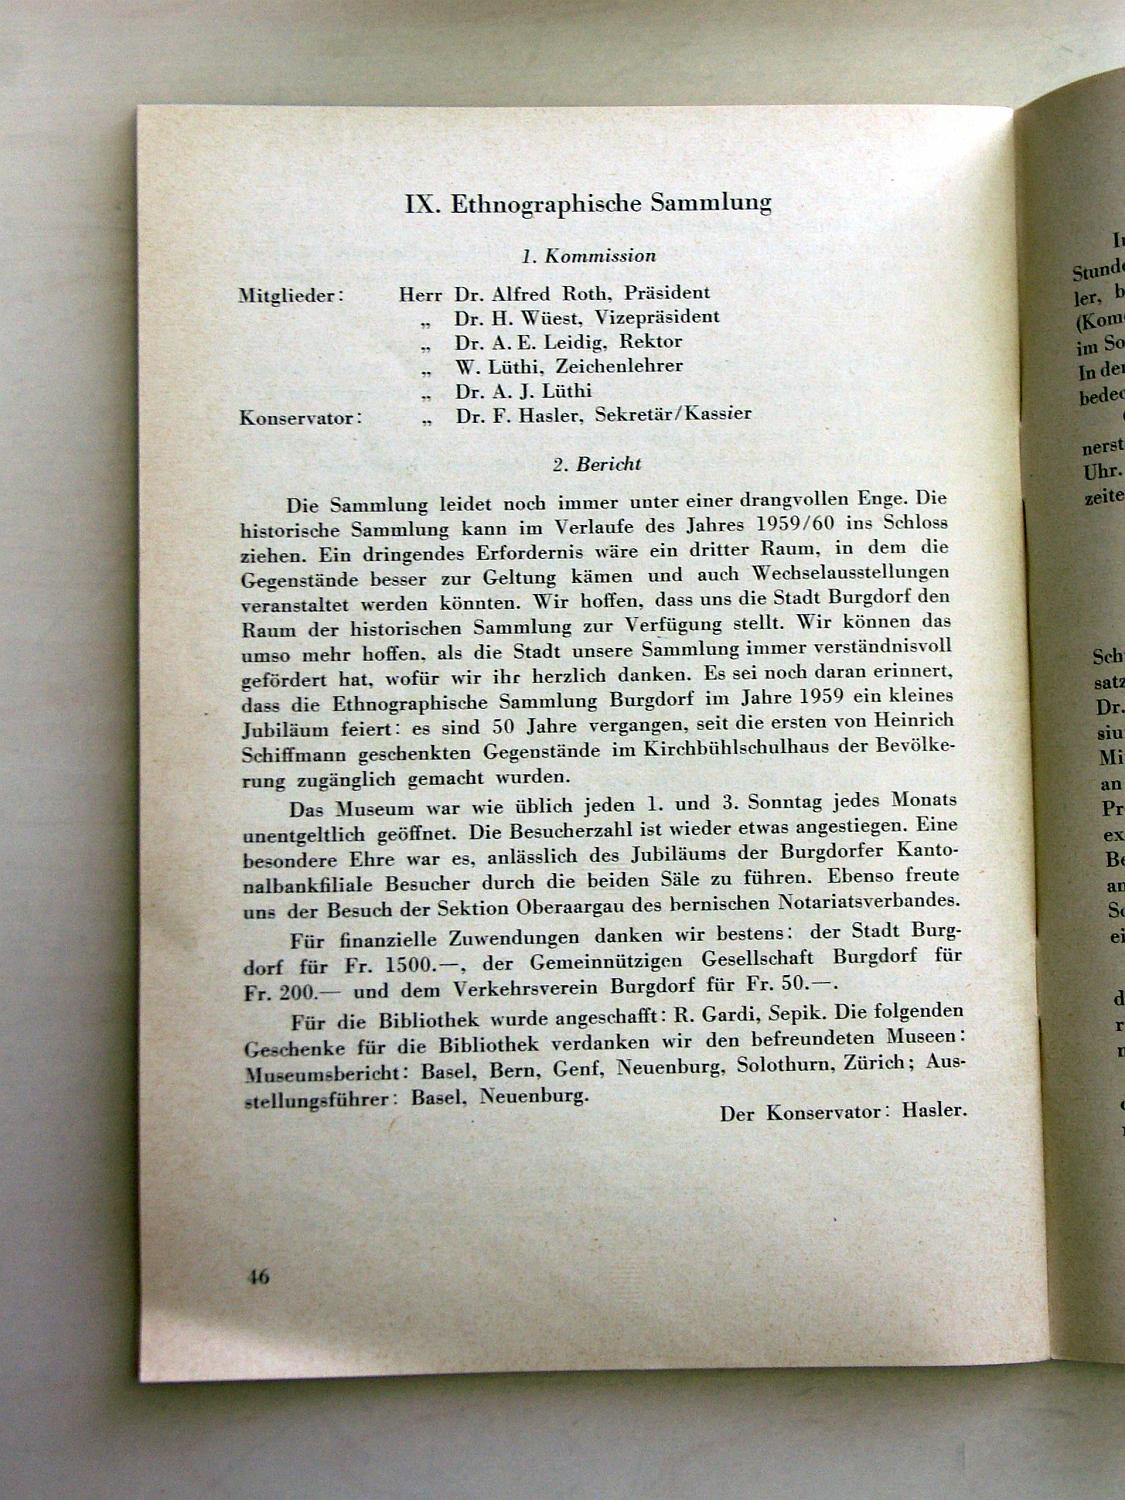 IX. Ethnographische Sammlung
1. Kommission
Mitglieder: Herr Dr. Alfred Roth, Präsident
„ Dr. H. Wüest, Vizepräsident
„ Dr. A. E. Leidig, Rektor
„ W. Lüthi, Zeichenlehrer
„ Dr. A. J. Lüthi
Konservator: „ Dr. F. Hasler, Sekretär/Kassier
2. Bericht
Die Sammlung leidet noch immer unter einer drangvollen Enge. Die
historische Sammlung kann im Verlaufe des Jahres 1959/60 ins Schloss
ziehen. Ein dringendes Erfordernis wäre ein dritter Raum, in dem die
Gegenstände besser zur Geltung kämen und auch Wechselausstellungen
veranstaltet werden könnten. Wir hoffen, dass uns die Stadt Burgdorf den
Raum der historischen Sammlung zur Verfügung stellt. Wir können das
umso mehr hoffen, als die Stadt unsere Sammlung immer verständnisvoll
gefördert hat, wofür wir ihr herzlich danken. Es sei noch daran erinnert,
dass die Ethnographische Sammlung Burgdorf im Jahre 1959 ein kleines
Jubiläum feiert: es sind 50 Jahre vergangen, seit die ersten von Heinrich
Schiffmann geschenkten Gegenstände im Kirchbühlschulhaus der Bevölke-
rung zugänglich gemacht wurden.
Das Museum war wie üblich jeden 1. und 3. Sonntag jedes Monats
unentgeltlich geöffnet. Die Besucherzahl ist wieder etwas angestiegen. Eine
besondere Ehre war es, anlässlich des Jubiläums der Burgdorfer Kanto-
nalbankfiliale Besucher durch die beiden Säle zu führen. Ebenso freute
uns der Besuch der Sektion Oberaargau des bernischen Notariatsverbandes.
Für finanzielle Zuwendungen danken wir bestens: der Stadt Burg-
dorf für Fr. 1500.—, der Gemeinnützigen Gesellschaft Burgdorf für
Fr. 200.— und dem Verkehrsverein Burgdorf für Fr. 50.—.
Für die Bibliothek wurde angeschafft: R. Gardi, Sepik. Die folgenden
Geschenke für die Bibliothek verdanken wir den befreundeten Museen:
Museumsbericht: Basel, Bern, Genf, Neuenburg, Solothurn, Zürich; Aus-
stellungsführer: Basel, Neuenburg.
Der Konservator: Hasler.
46